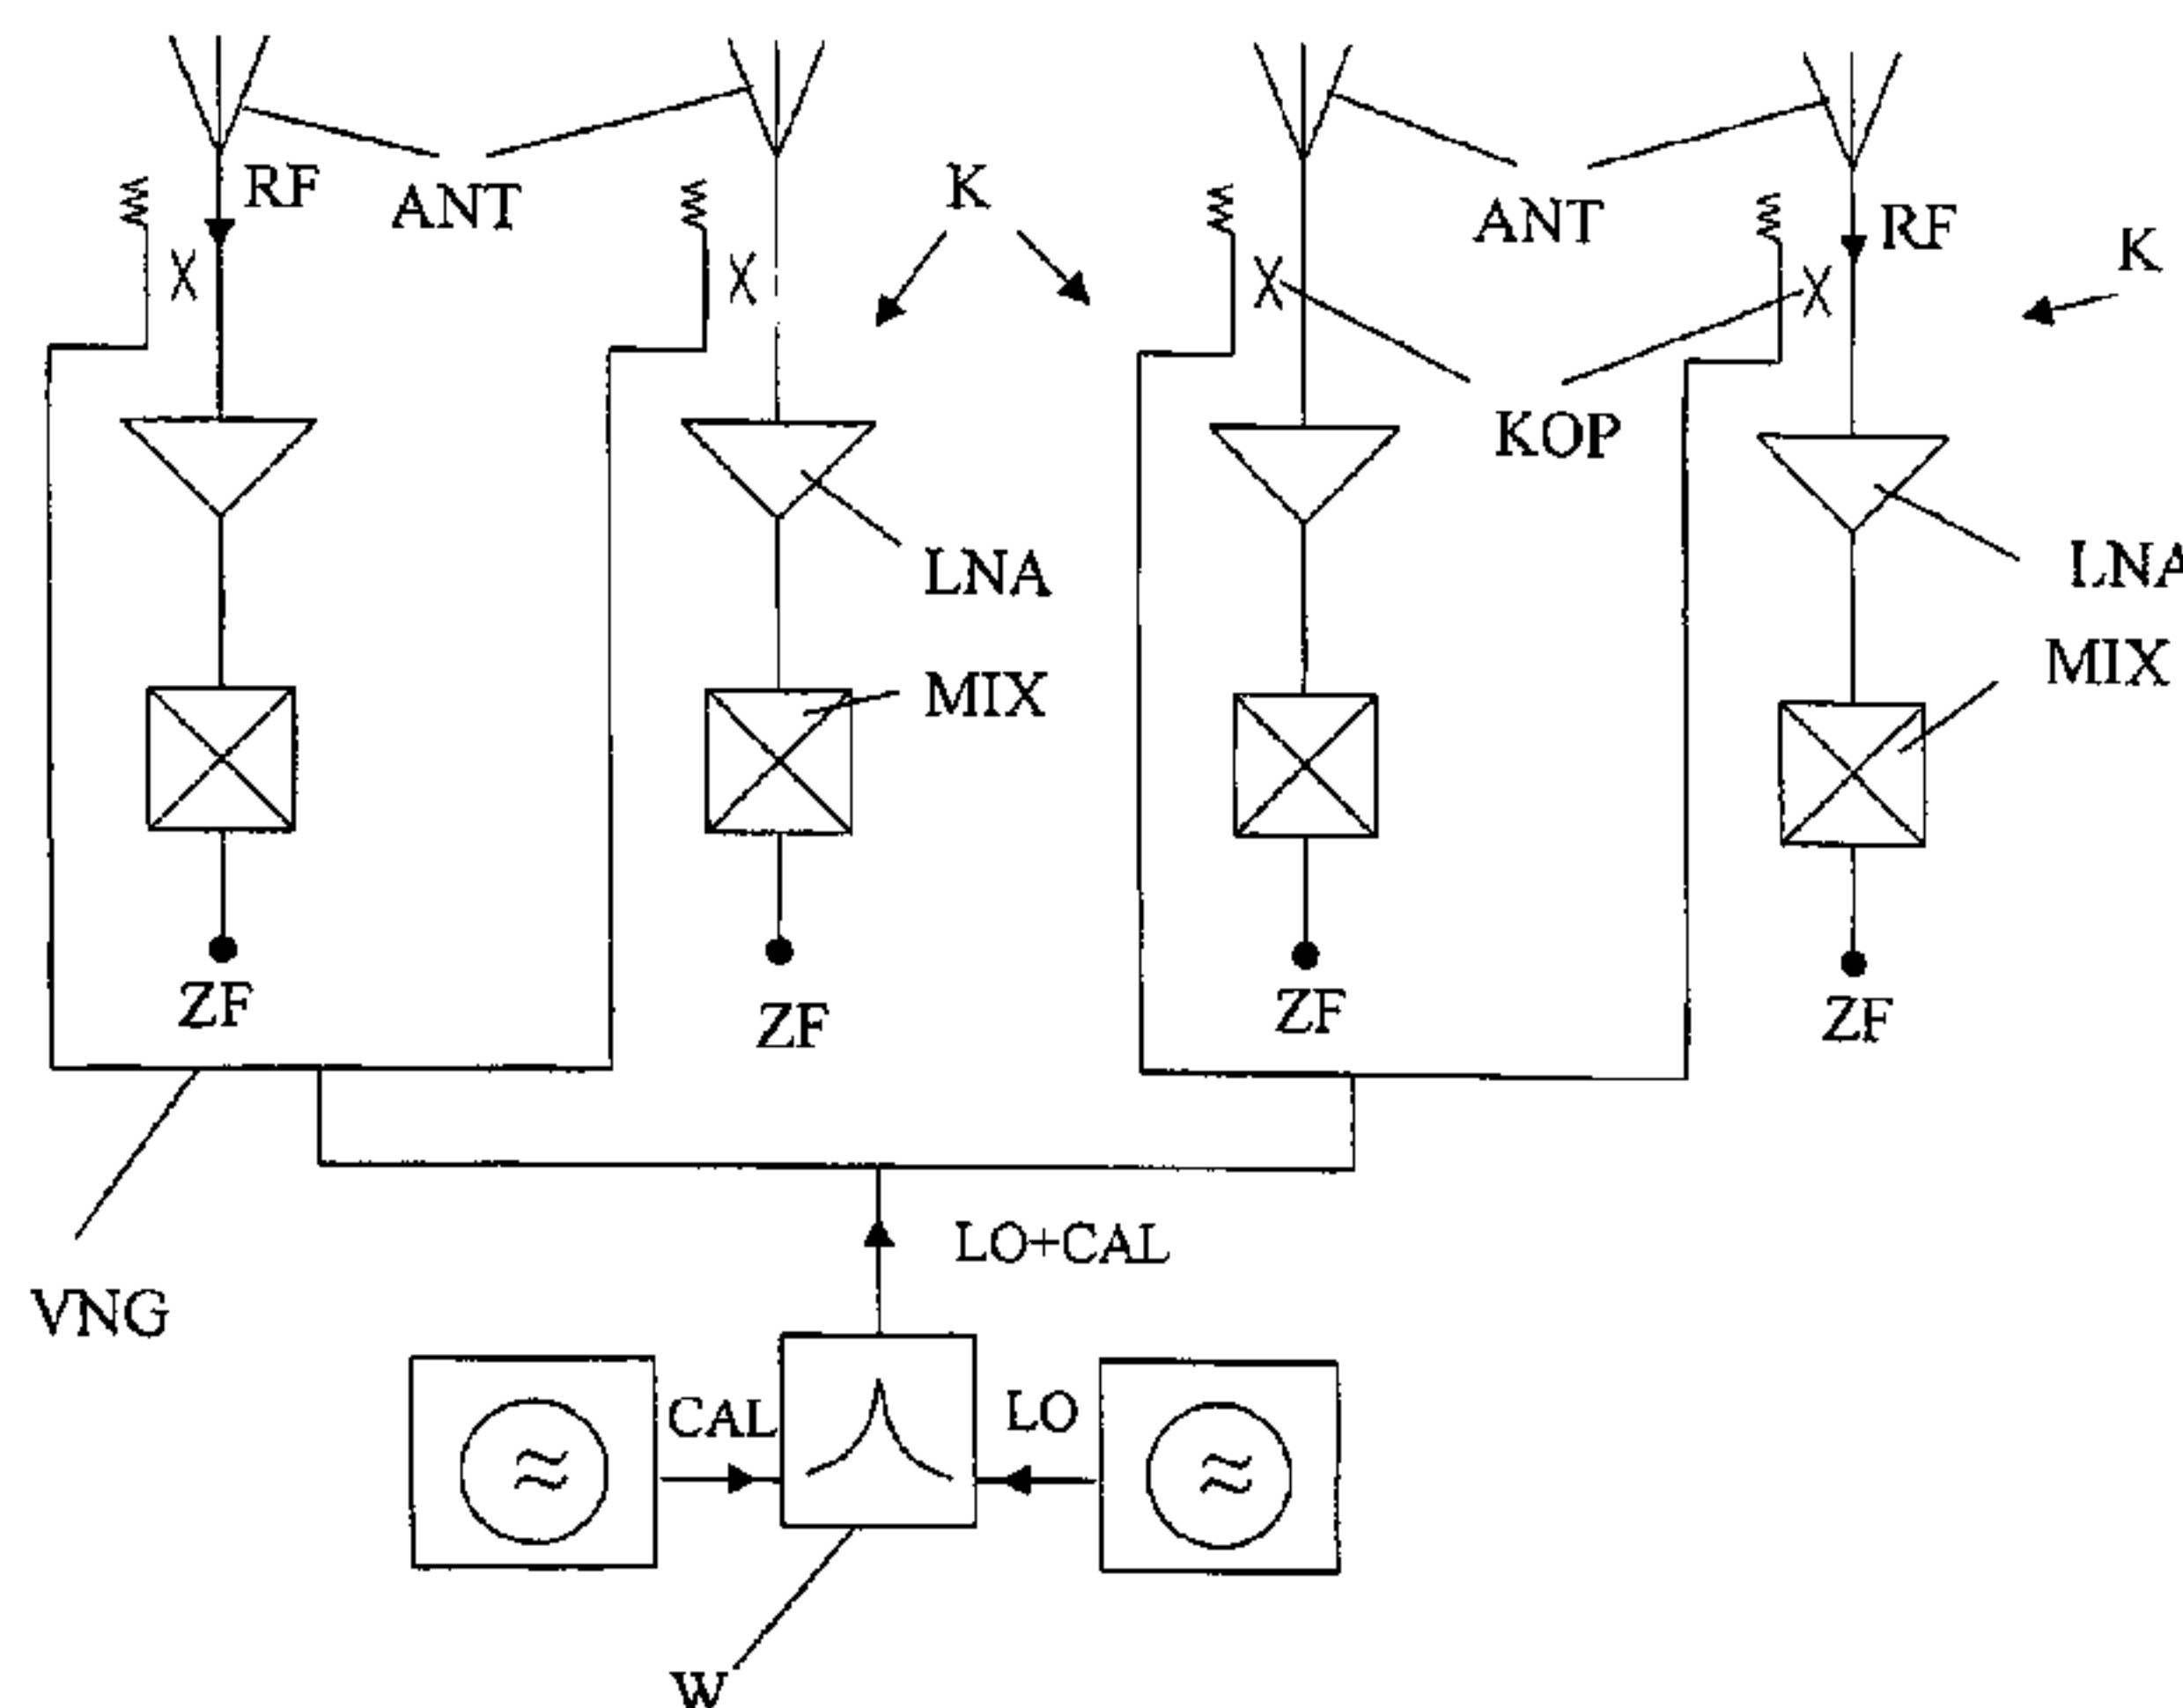 RF
ANT
K
ANT
RF
K
KOP
LNA
LNA
MIX
MIX
ZF
ZF
ZF
ZF
LO+CAL
VNG
CAL
LO
W